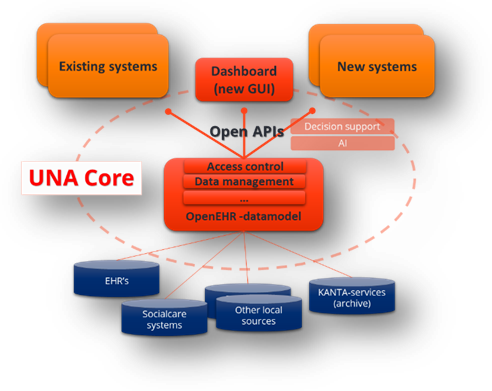 Existing systems
Dashboard
(new GUI)
New systems
Open APIs
Decision support
AI
UNA Core
Access control
Data management
...
OpenEHR -datamodel
EHR's
Socialcare
systems
Other local
sources
KANTA-services
(archive)